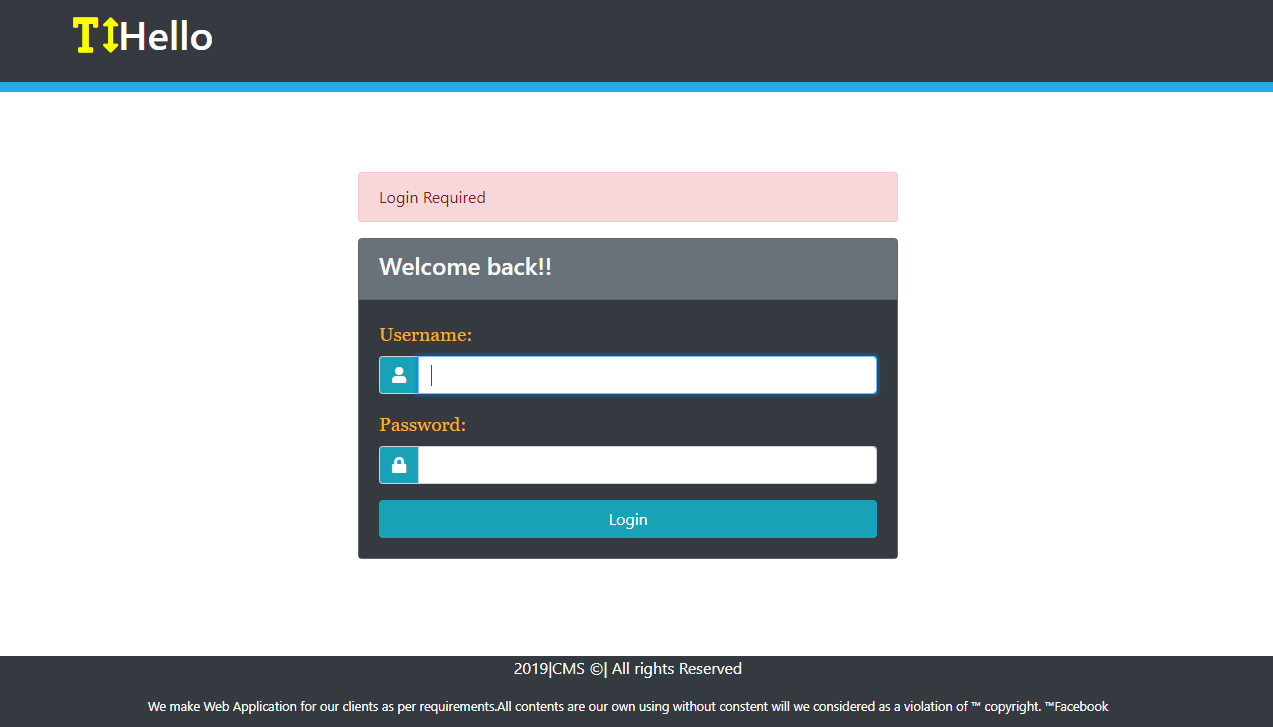 Hello
Login Required
Welcome back!!
Username:
Password:
Login
2019|CMS ©| All rights Reserved
We make Web Application for our clients as per requirements.All contents are our own using without constent will we considered as a violation of ™ copyright. ™Facebook